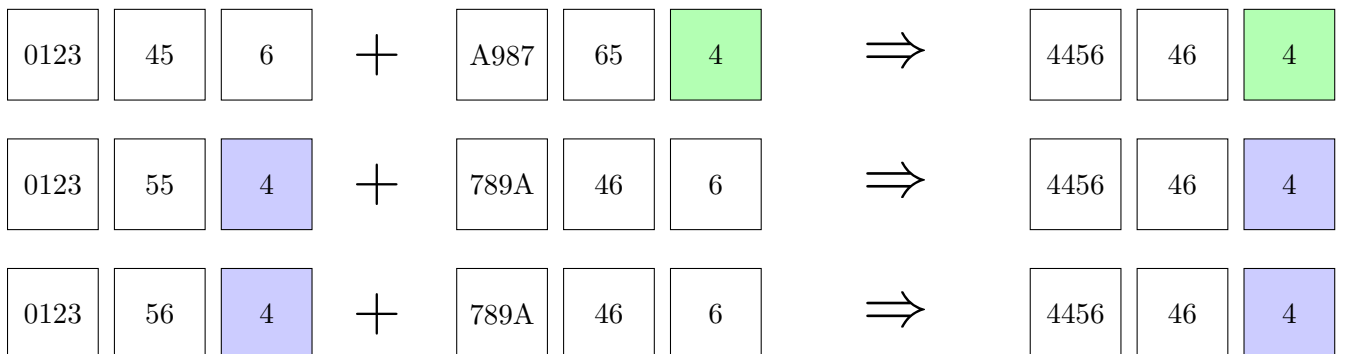 0123 45 6 + A987 65 4 ⇒ 4456 46 4
0123 55 4 + 789A 46 6 ⇒ 4456 46 4
0123 56 4 + 789A 46 6 ⇒ 4456 46 4